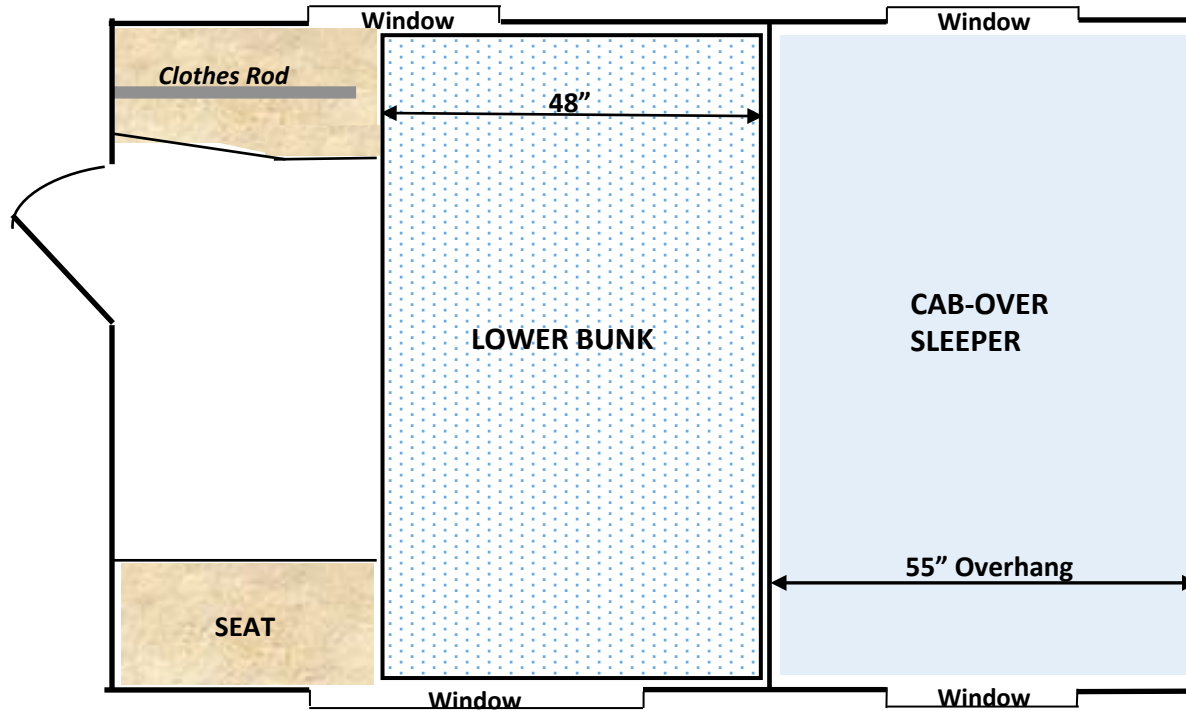 Window
Window
Clothes Rod
48”
LOWER BUNK
CAB-OVER
SLEEPER
55” Overhang
SEAT
Window
Window